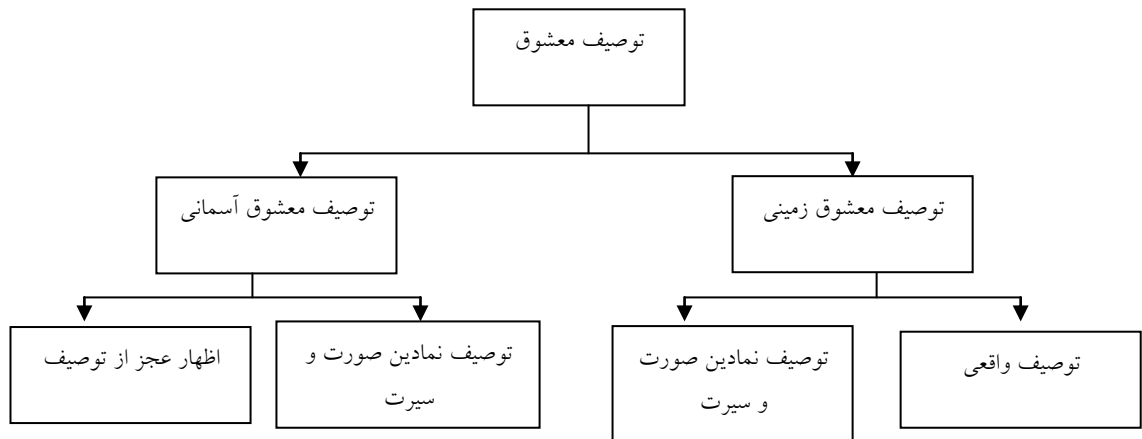 توصیف معشوق
توصیف معشوق زمینی
توصیف معشوق آسمانی
توصیف واقعی
توصیف نمادین صورت
و سیرت
توصیف نمادین صورت و
سیرت
اظهار عجز از توصیف